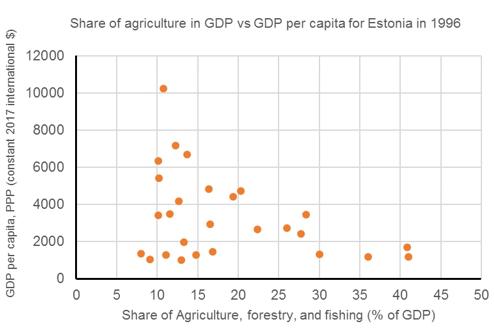 Share of agriculture in GDP vs GDP per capita for Estonia in 1996
GDP per capita, PPP (constant 2017 international $)
12000
10000
8000
6000
4000
2000
0
0 5 10 15 20 25 30 35 40 45 50
Share of Agriculture, forestry, and fishing (% of GDP)